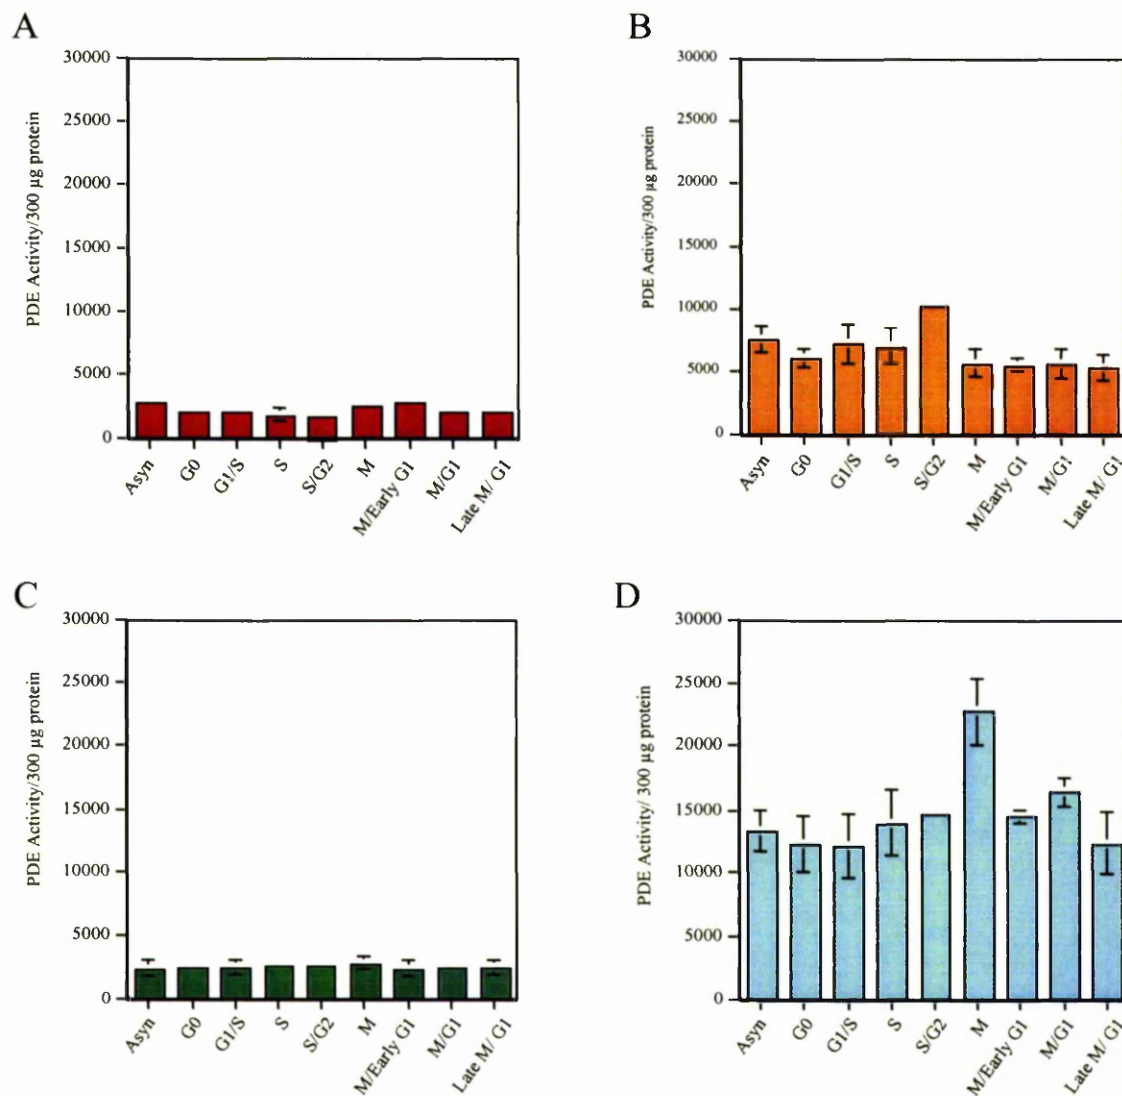 A
PDE Activity/300 µg protein
30000
25000
20000
15000
10000
5000
0
Asyn
G0
G1/S
S
S/G2
M
M/Early G1
M/G1
Late M/ G1
B
PDE Activity/300 µg protein
30000
25000
20000
15000
10000
5000
0
Asyn
G0
G1/S
S
S/G2
M
M/Early G1
M/G1
Late M/ G1
C
PDE Activity/300 µg protein
30000
25000
20000
15000
10000
5000
0
Asyn
G0
G1/S
S
S/G2
M
M/Early G1
M/G1
Late M/ G1
D
PDE Activity/ 300 µg protein
30000
25000
20000
15000
10000
5000
0
Asyn
G0
G1/S
S
S/G2
M
M/Early G1
M/G1
Late M/ G1